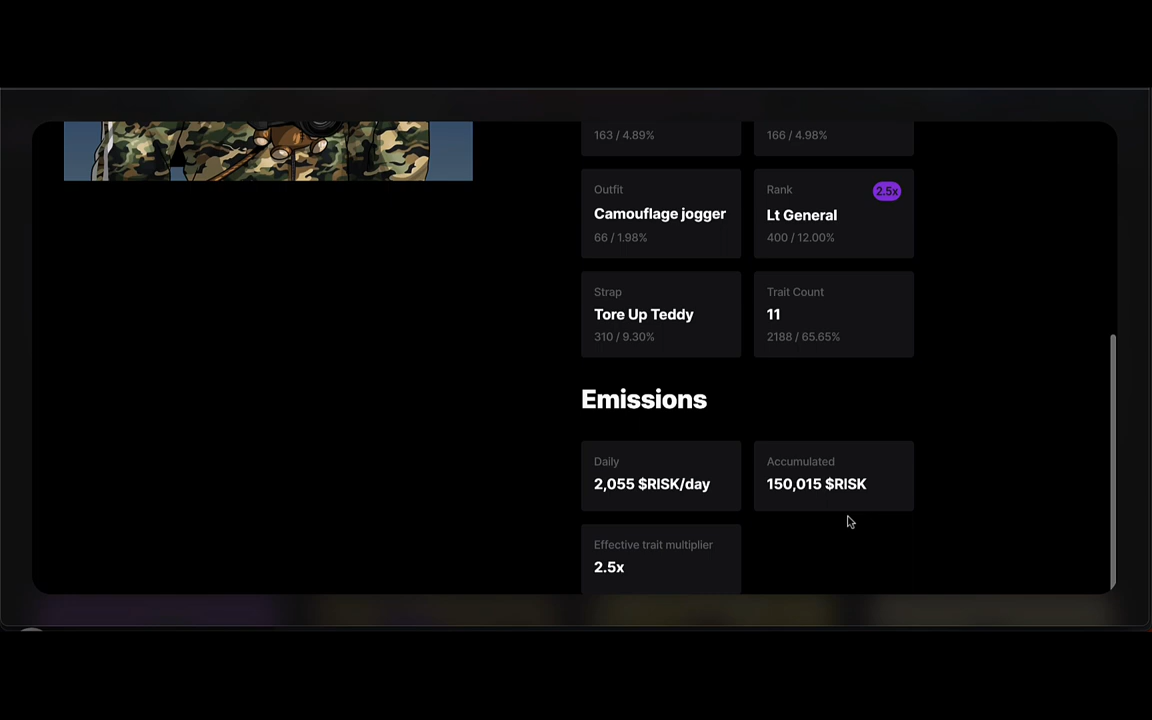 163 / 4.89%
166 / 4.98%
Outfit
Camouflage jogger
66 / 1.98%
Rank
2.5x
Lt General
400 / 12.00%
Strap
Tore Up Teddy
310 / 9.30%
Trait Count
11
2188 / 65.65%
Emissions
Daily
2,055 $RISK/day
Accumulated
150,015 $RISK
Effective trait multiplier
2.5x